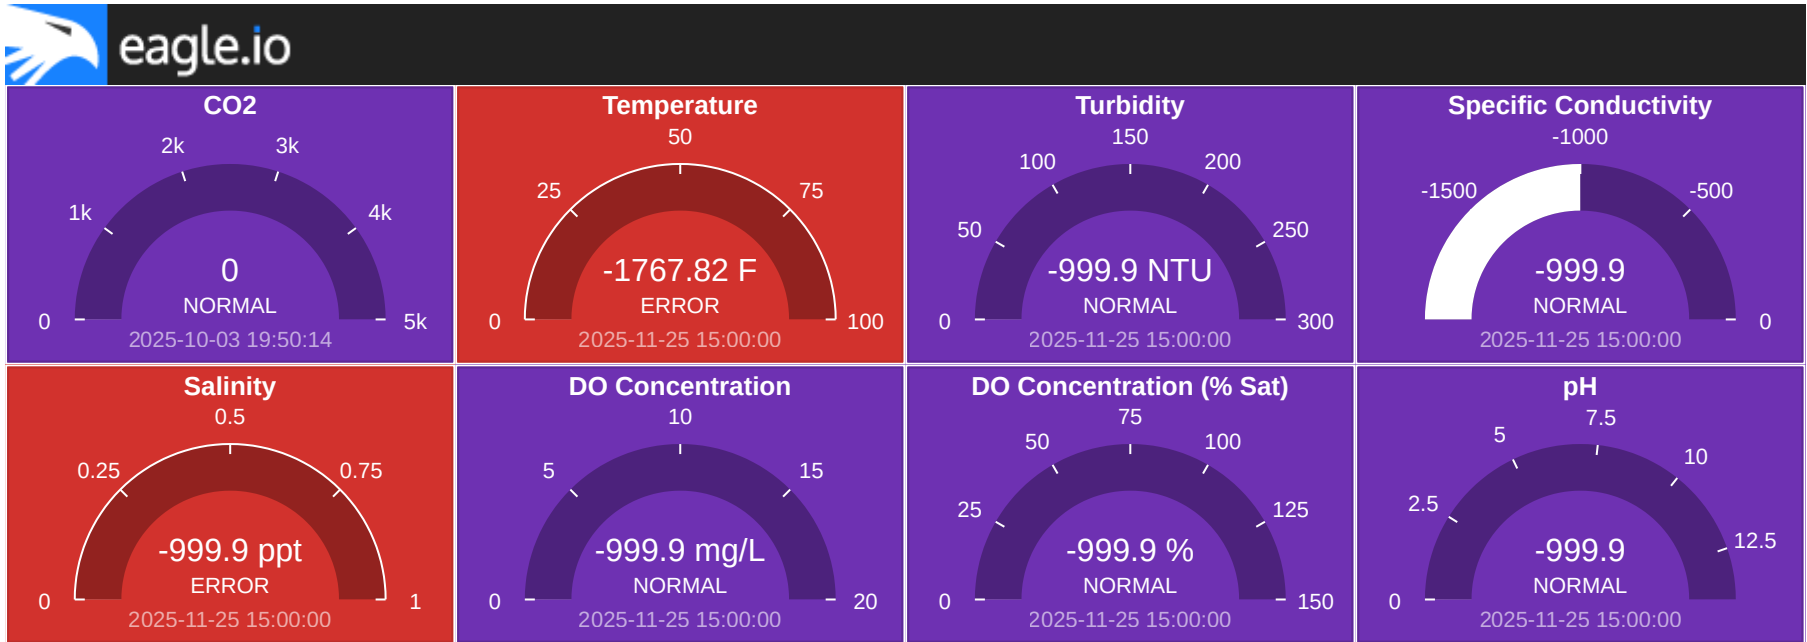 eagle.io
CO2
2k
3k
1k
4k
0
NORMAL
0
5k
2025-10-03 19:50:14
Temperature
50
25
75
-1767.82 F
ERROR
0
100
2025-11-25 15:00:00
Turbidity
150
100
200
50
250
-999.9 NTU
NORMAL
0
300
2025-11-25 15:00:00
Specific Conductivity
-1000
-1500
-500
-999.9
NORMAL
0
2025-11-25 15:00:00
Salinity
0.5
0.25
0.75
-999.9 ppt
ERROR
0
1
2025-11-25 15:00:00
DO Concentration
10
5
15
-999.9 mg/L
NORMAL
0
20
2025-11-25 15:00:00
DO Concentration (% Sat)
75
50
100
25
125
-999.9 %
NORMAL
0
150
2025-11-25 15:00:00
pH
7.5
5
10
2.5
12.5
-999.9
NORMAL
0
2025-11-25 15:00:00